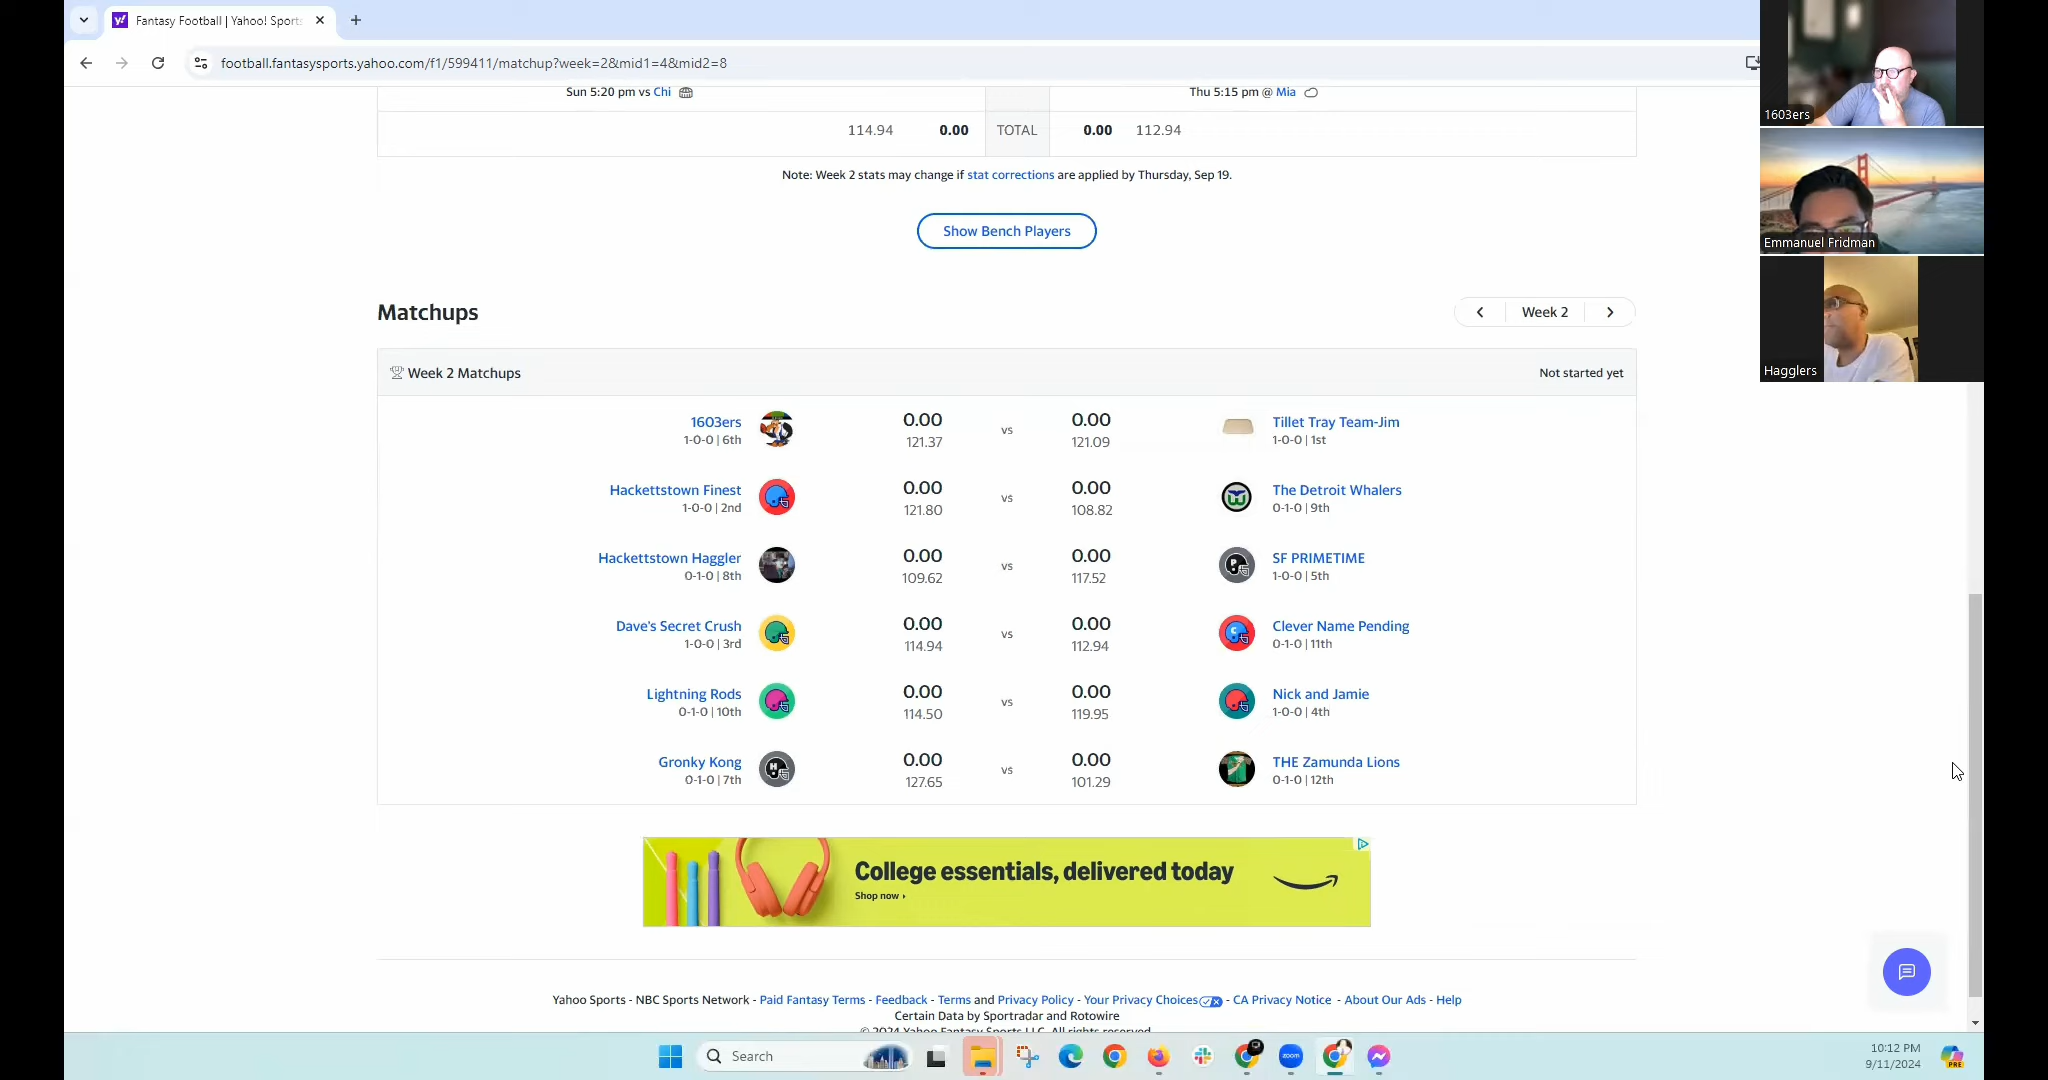 Fantasy Football | Yahoo! Sports
football.fantasysports.yahoo.com/f1/599411/matchup?week=2&mid1=4&mid2=8
1603ers
Emmanuel Fridman
Hagglers
Sun 5:20 pm vs Chi
Thu 5:15 pm @ Mia
114.94 0.00 TOTAL 0.00 112.94
Note: Week 2 stats may change if stat corrections are applied by Thursday, Sep 19.
Show Bench Players
Matchups
Week 2
Week 2 Matchups
Not started yet
1603ers 0.00 vs 0.00 Tillet Tray Team-Jim
1-0-0 | 6th 121.37 121.09 1-0-0 | 1st
Hackettstown Finest 0.00 vs 0.00 The Detroit Whalers
1-0-0 | 2nd 121.80 108.82 0-1-0 | 9th
Hackettstown Haggler 0.00 vs 0.00 SF PRIMETIME
0-1-0 | 8th 109.62 117.52 1-0-0 | 5th
Dave's Secret Crush 0.00 vs 0.00 Clever Name Pending
1-0-0 | 3rd 114.94 112.94 0-1-0 | 11th
Lightning Rods 0.00 vs 0.00 Nick and Jamie
0-1-0 | 10th 114.50 119.95 1-0-0 | 4th
Gronky Kong 0.00 vs 0.00 THE Zamunda Lions
0-1-0 | 7th 127.65 101.29 0-1-0 | 12th
College essentials, delivered today
Shop now
Yahoo Sports - NBC Sports Network - Paid Fantasy Terms - Feedback - Terms and Privacy Policy - Your Privacy Choices - CA Privacy Notice - About Our Ads - Help
Certain Data by Sportradar and Rotowire
© 2024 Yahoo Fantasy Sports LLC. All rights reserved
Search
zoom
10:12 PM
9/11/2024
PRE